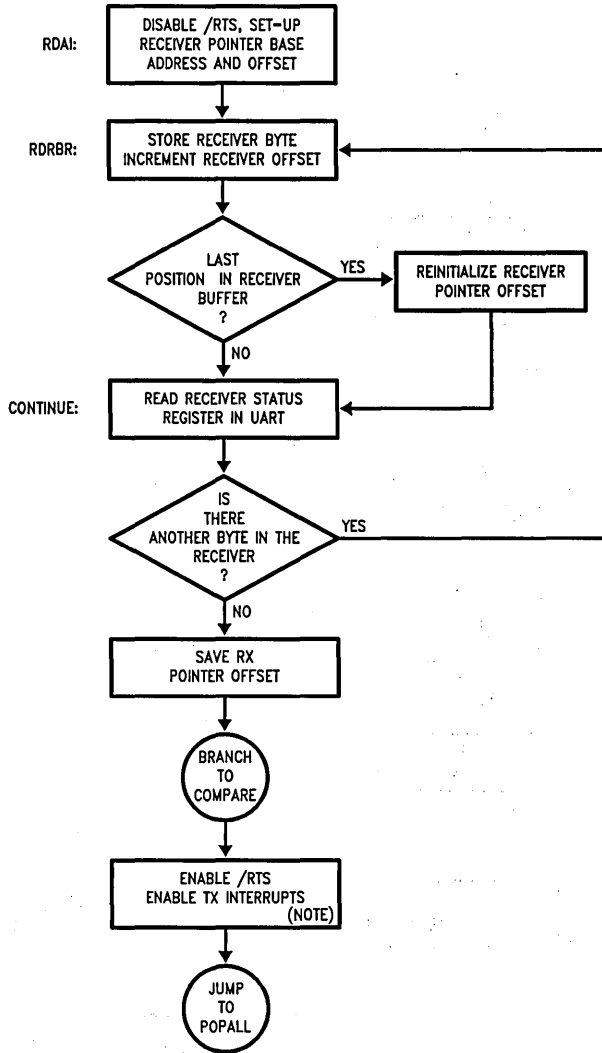 RDAI:
DISABLE /RTS, SET-UP
RECEIVER POINTER BASE
ADDRESS AND OFFSET
RDRBR:
STORE RECEIVER BYTE
INCREMENT RECEIVER OFFSET
LAST
POSITION IN RECEIVER
BUFFER
?
YES
REINITIALIZE RECEIVER
POINTER OFFSET
NO
CONTINUE:
READ RECEIVER STATUS
REGISTER IN UART
IS
THERE
ANOTHER BYTE IN THE
RECEIVER
?
YES
NO
SAVE RX
POINTER OFFSET
BRANCH
TO
COMPARE
ENABLE /RTS
ENABLE TX INTERRUPTS
(NOTE)
JUMP
TO
POPALL